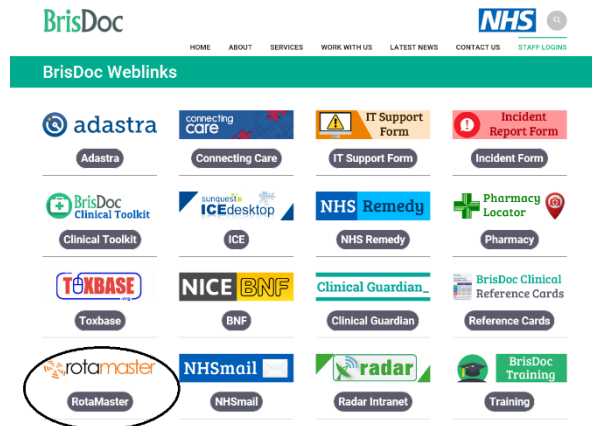 BrisDoc
NHS
HOME ABOUT SERVICES WORK WITH US LATEST NEWS CONTACT US STAFF LOGINS
BrisDoc Weblinks
adastra
connecting
care
IT Support
Form
Incident
Report Form
Adastra
Connecting Care
IT Support Form
Incident Form
BrisDoc
Clinical Toolkit
sunquest
ICEdesktop
NHS Remedy
Pharmacy
Locator
Clinical Toolkit
ICE
NHS Remedy
Pharmacy
TOXBASE
.org
NICE BNF
Clinical Guardian_
BrisDoc Clinical
Reference Cards
Toxbase
BNF
Clinical Guardian
Reference Cards
rotamaster
NHSmail
radar
BrisDoc
Training
RotaMaster
NHSmail
Radar Intranet
Training